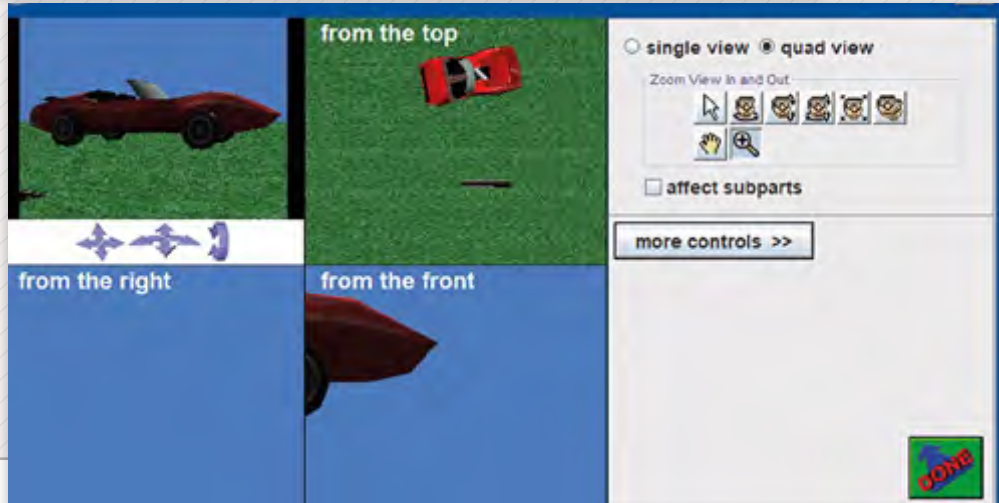 from the top
single view quad view
Zoom View In and Out
affect subparts
more controls >>
from the right
from the front
DONE